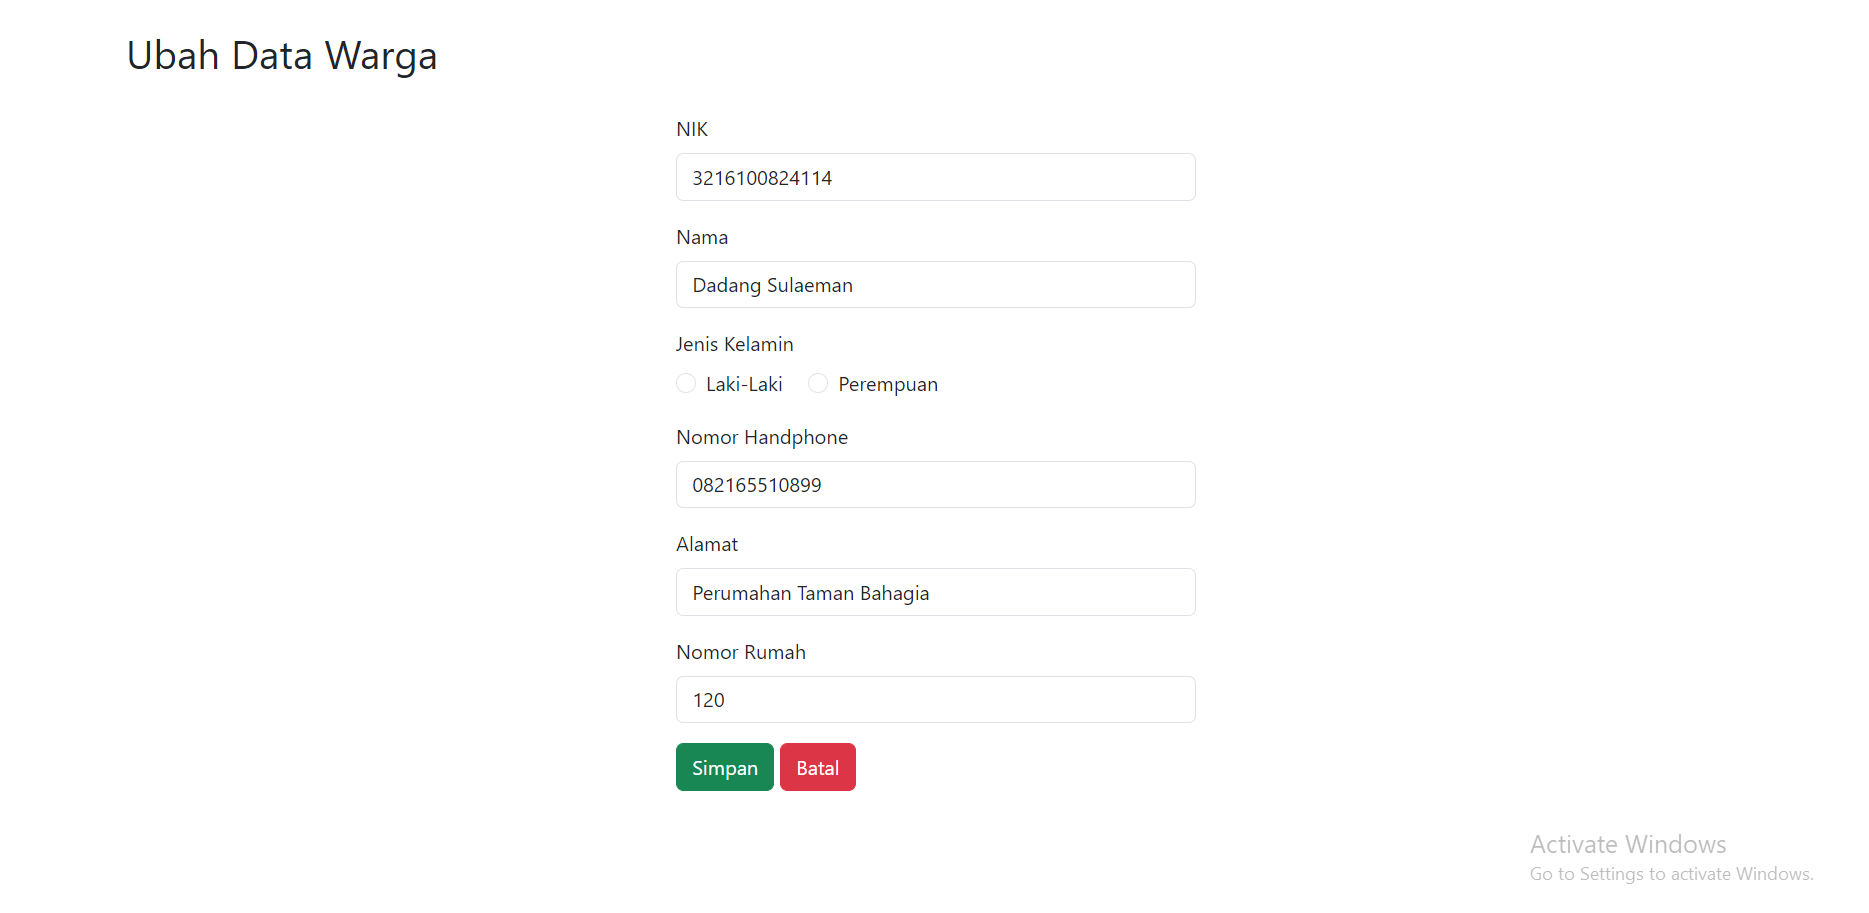 Ubah Data Warga
NIK
3216100824114
Nama
Dadang Sulaeman
Jenis Kelamin
Laki-Laki Perempuan
Nomor Handphone
082165510899
Alamat
Perumahan Taman Bahagia
Nomor Rumah
120
Simpan Batal
Activate Windows
Go to Settings to activate Windows.